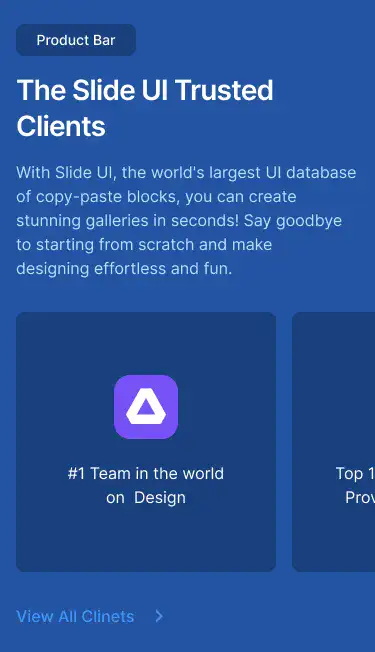 Product Bar
The Slide UI Trusted
Clients
With Slide UI, the world's largest UI database
of copy-paste blocks, you can create
stunning galleries in seconds! Say goodbye
to starting from scratch and make
designing effortless and fun.
#1 Team in the world
on Design
Top 1
Prov
View All Clinets